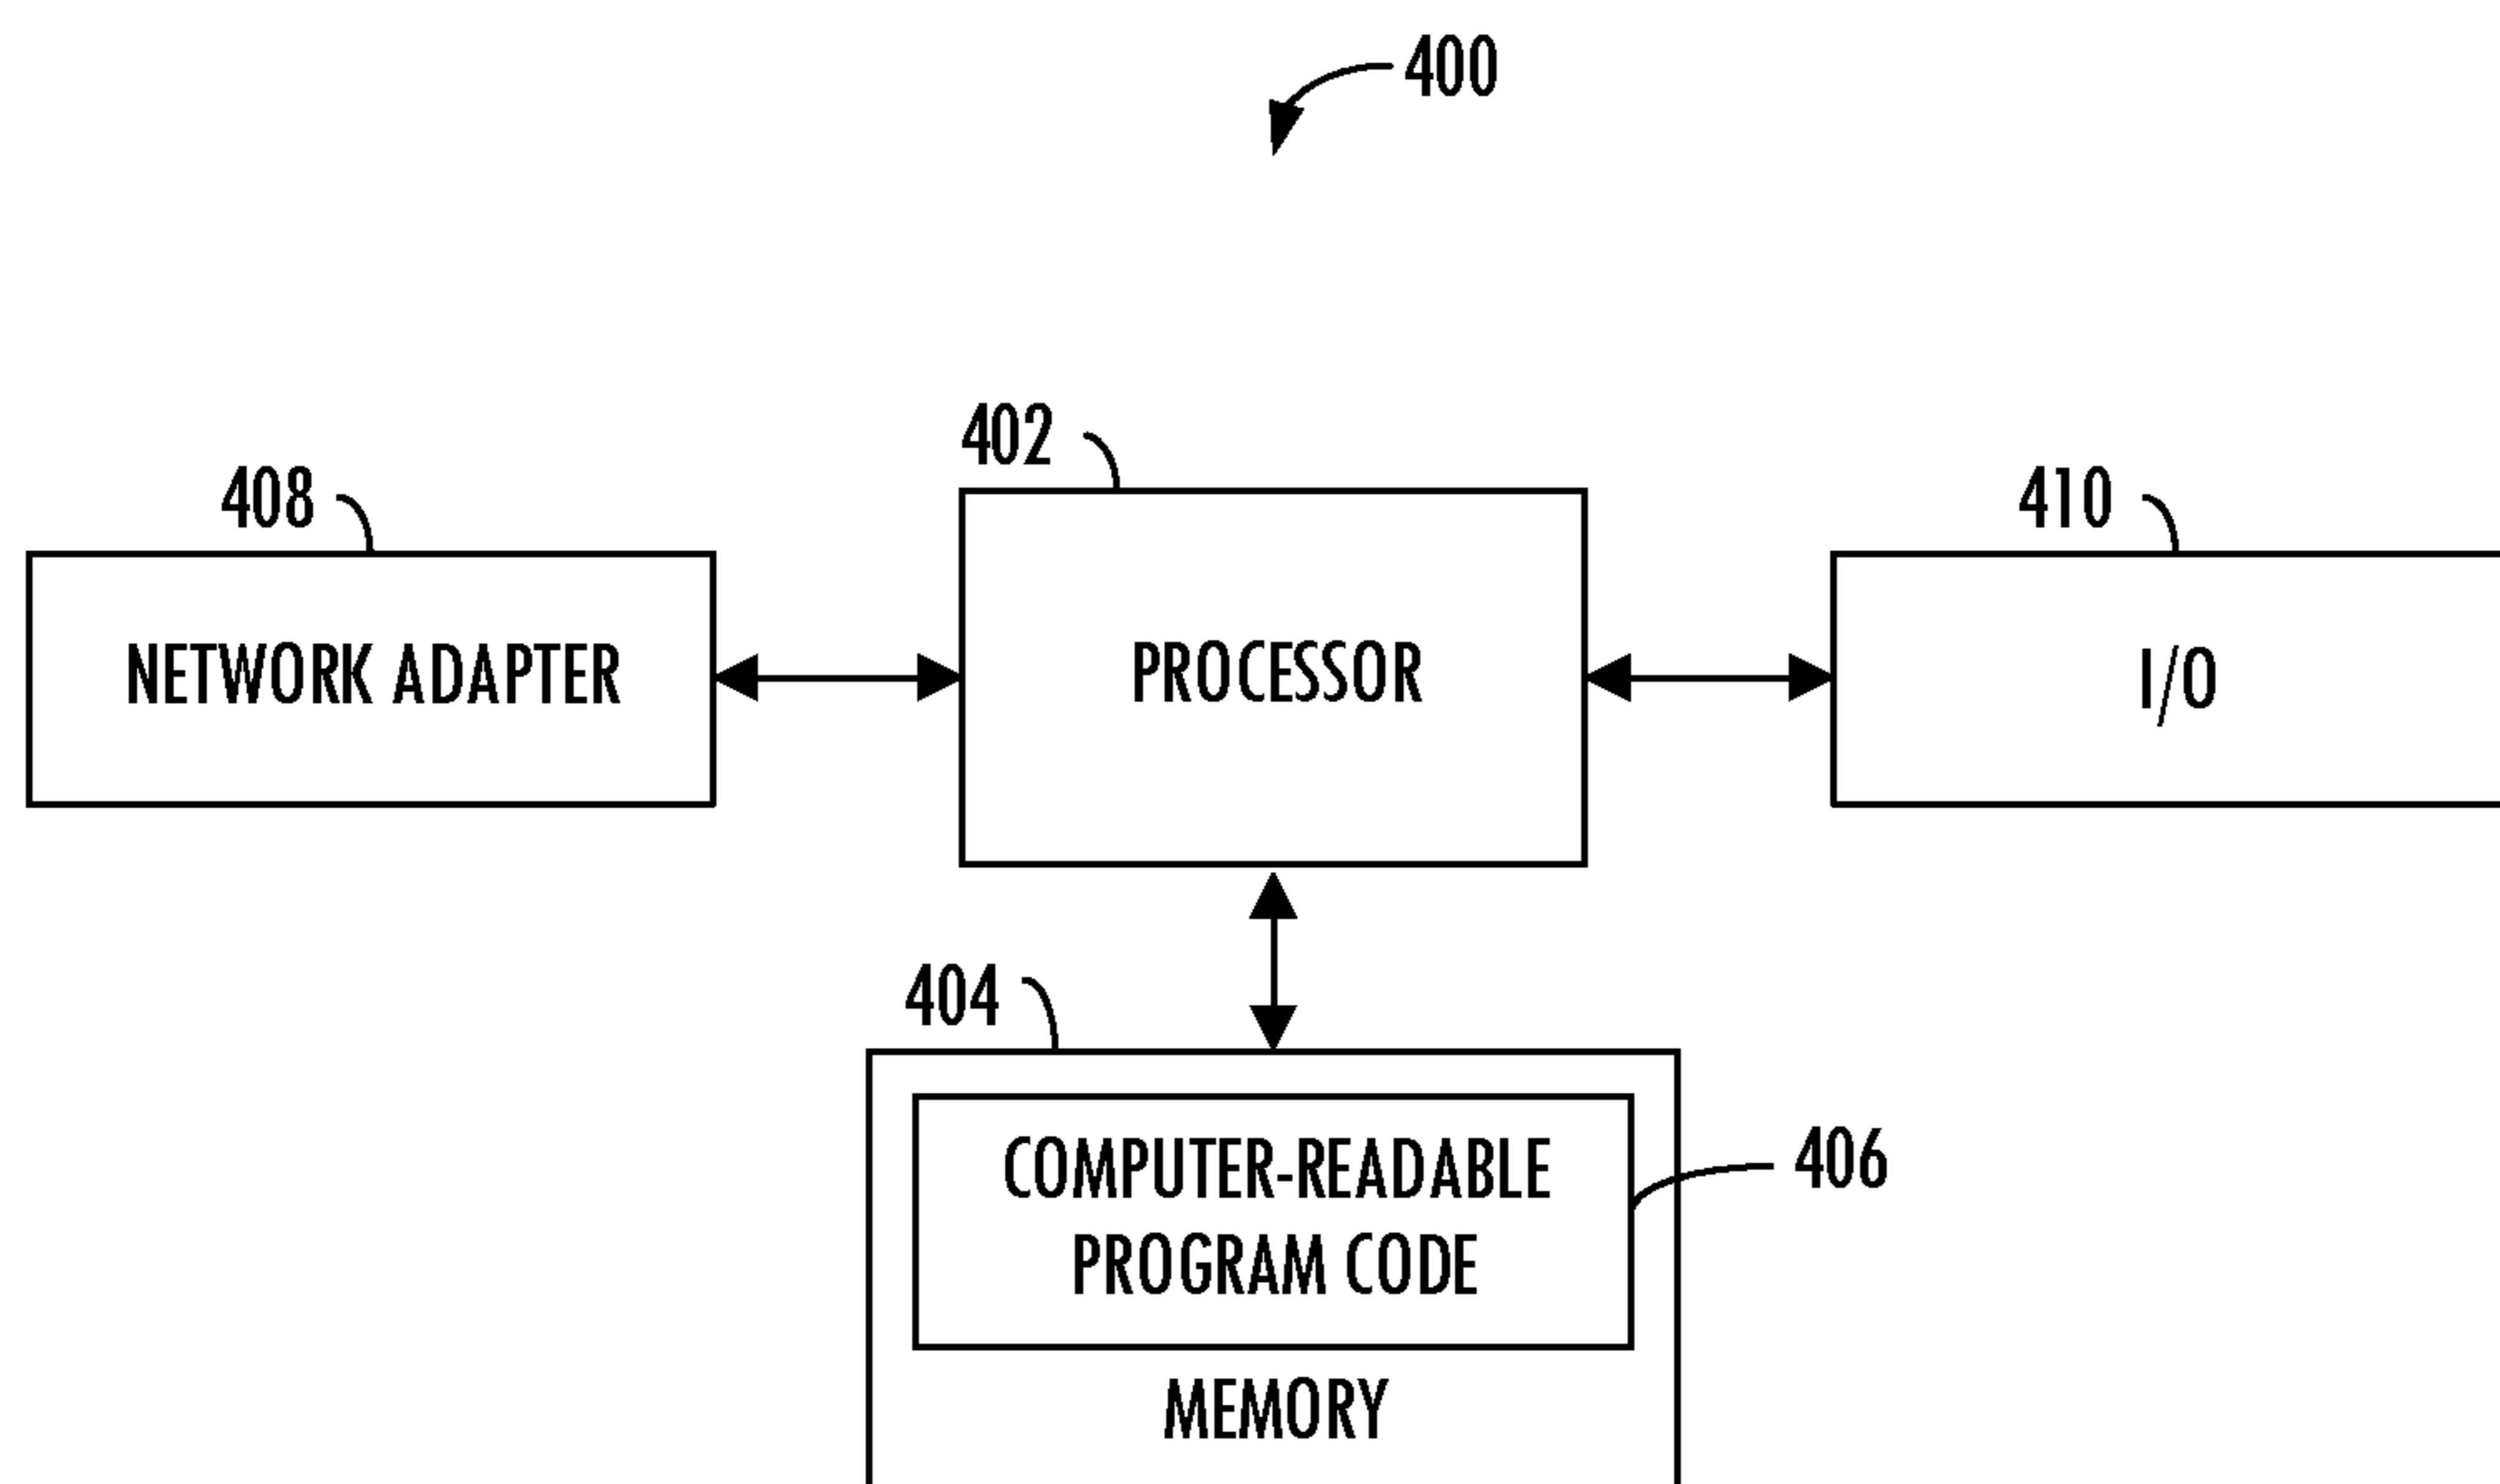 400
402
408
410
NETWORK ADAPTER
PROCESSOR
I/O
404
COMPUTER-READABLE
PROGRAM CODE
406
MEMORY